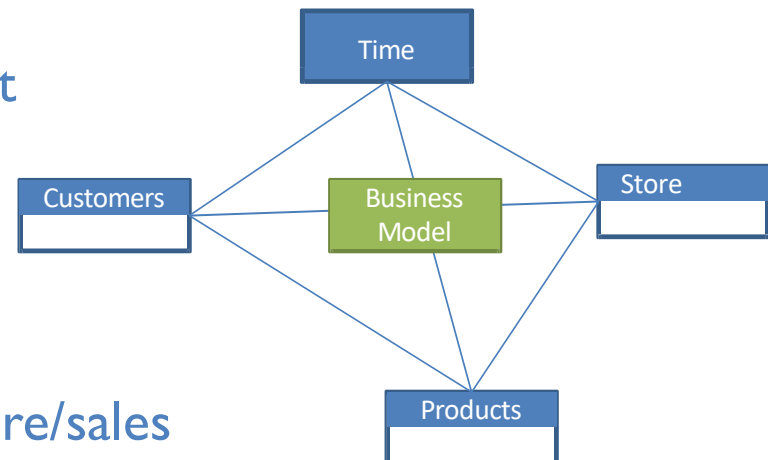 Time
t
Customers
Business
Model
Store
Products
re/sales